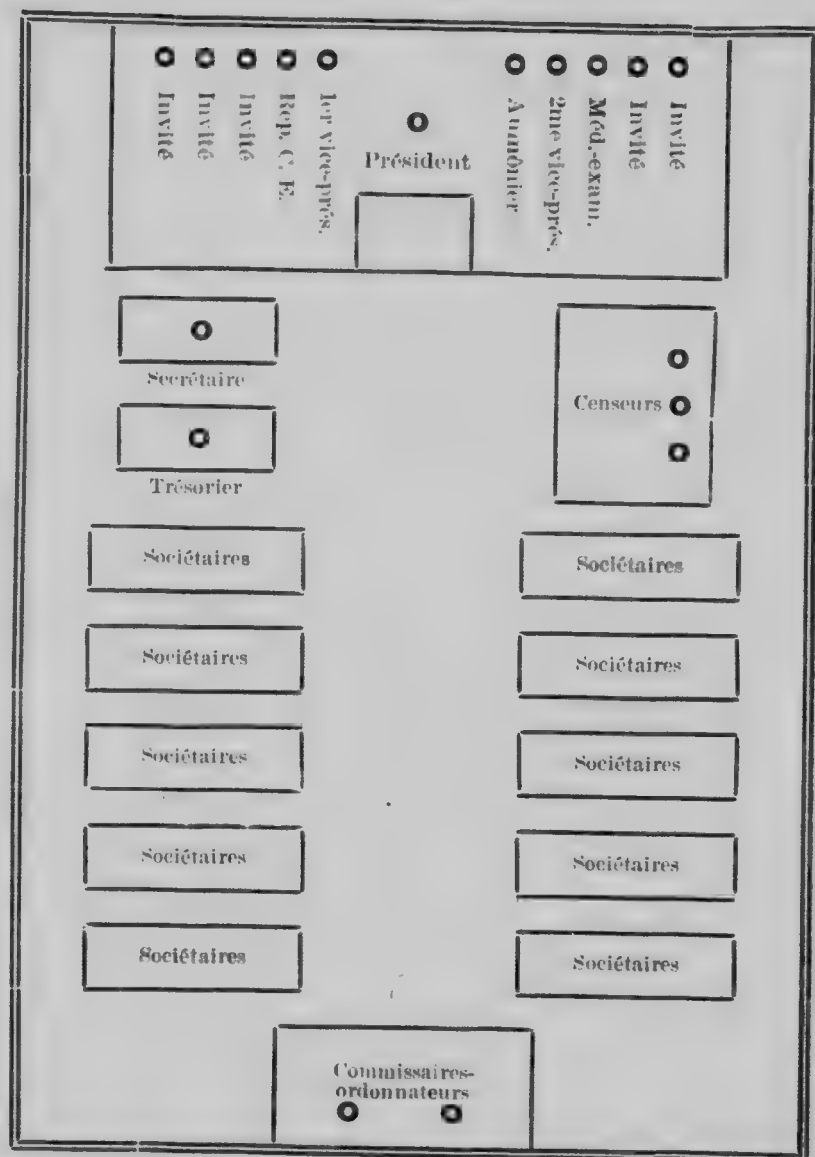 Invité
Invité
Invité
Rep. C. E.
1er vice-prés.
Président
Aumônier
2me vice-prés.
Méd.-exam.
Invité
Invité
Secrétaire
Censeurs
Trésorier
Sociétaires
Sociétaires
Sociétaires
Sociétaires
Sociétaires
Sociétaires
Sociétaires
Sociétaires
Sociétaires
Sociétaires
Commissaires-
ordonnateurs